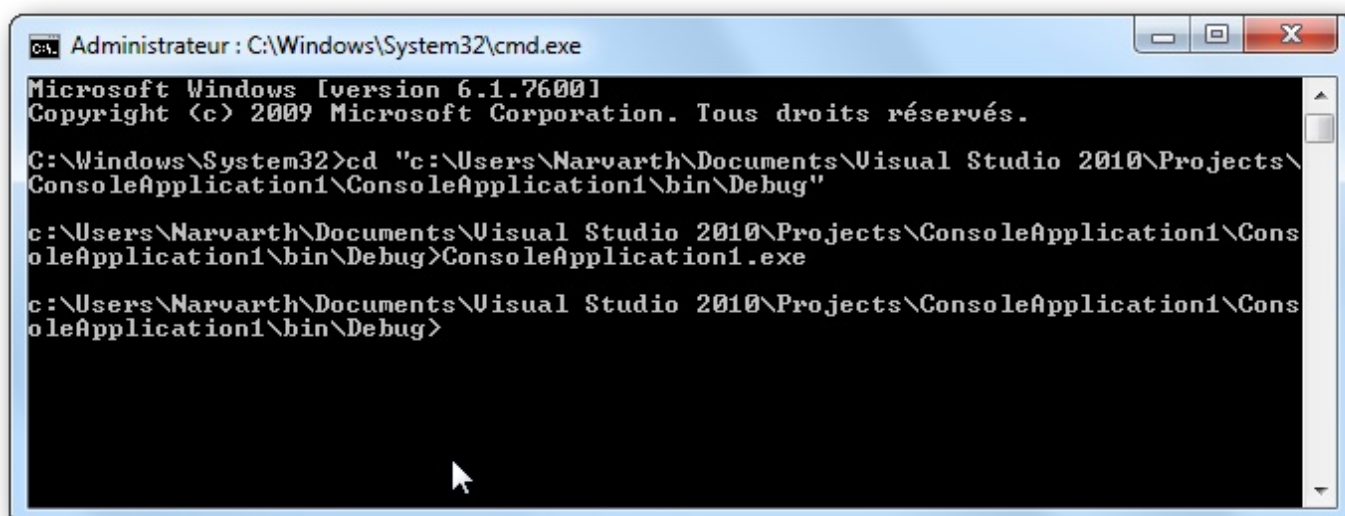 Administrateur : C:\Windows\System32\cmd.exe
Microsoft Windows [version 6.1.7600]
Copyright (c) 2009 Microsoft Corporation. Tous droits réservés.
C:\Windows\System32>cd "c:\Users\Narvarth\Documents\Visual Studio 2010\Projects\
ConsoleApplication1\ConsoleApplication1\bin\Debug"
c:\Users\Narvarth\Documents\Visual Studio 2010\Projects\ConsoleApplication1\Cons
oleApplication1\bin\Debug>ConsoleApplication1.exe
c:\Users\Narvarth\Documents\Visual Studio 2010\Projects\ConsoleApplication1\Cons
oleApplication1\bin\Debug>